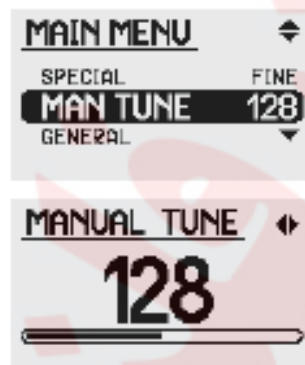 MAIN MENU
SPECIAL FINE
MAN TUNE 128
GENERAL
MANUAL TUNE
128